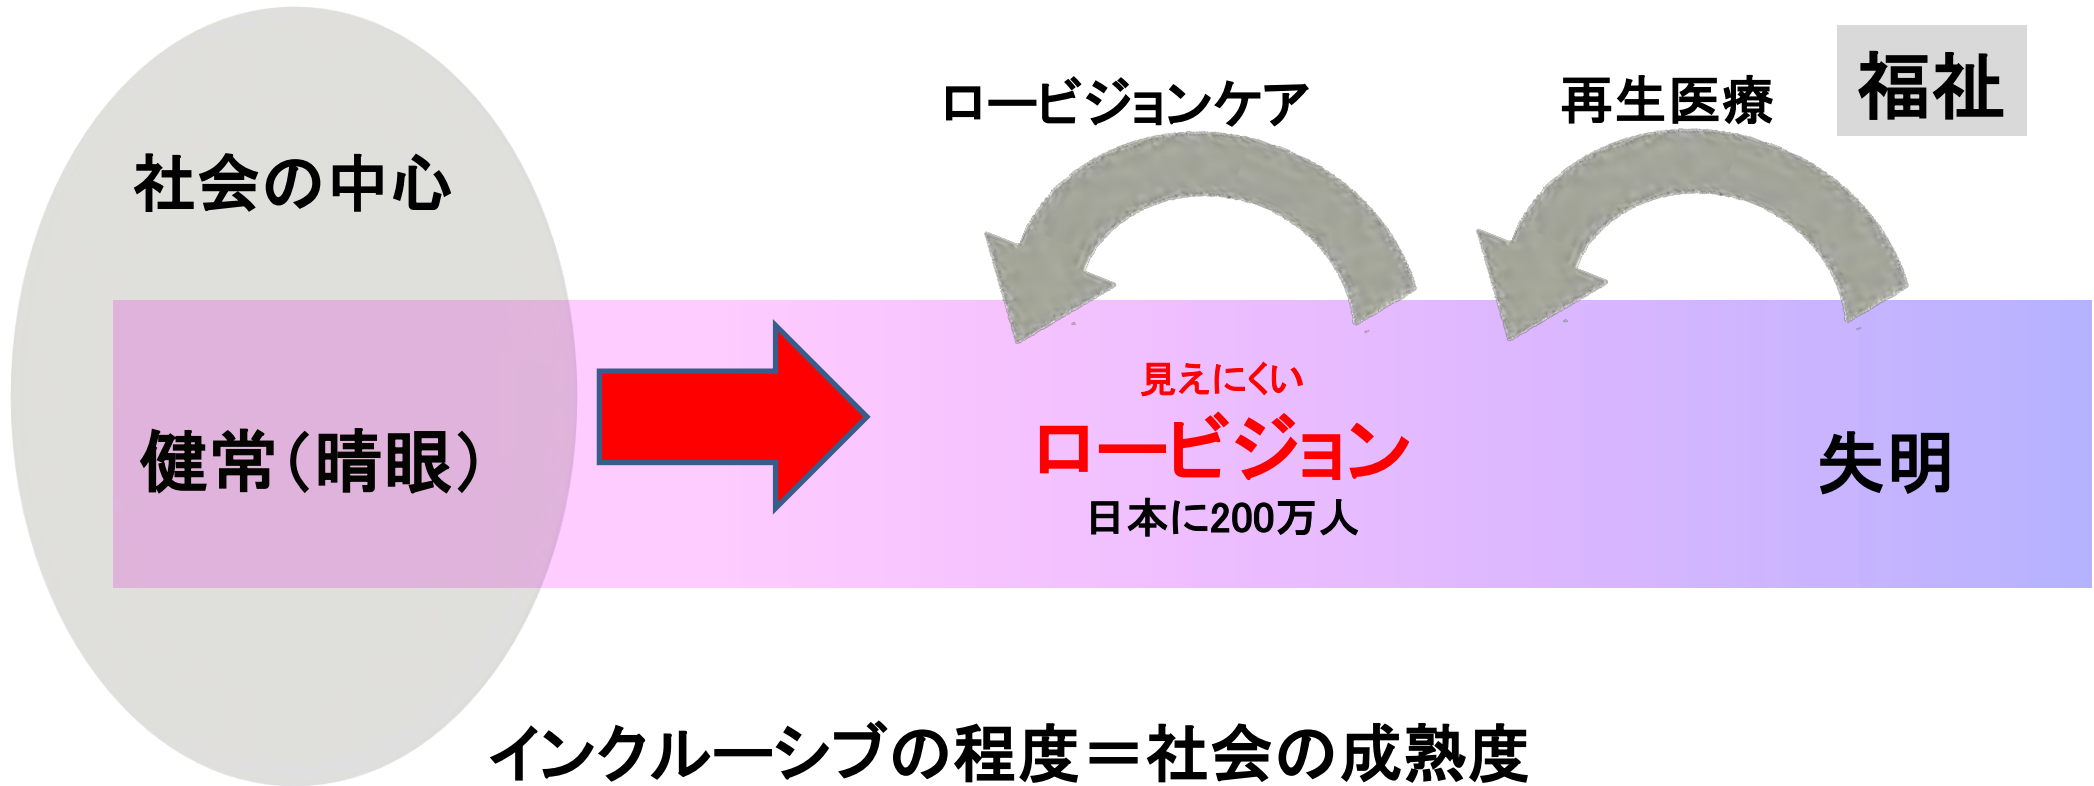 福祉
ロービジョンケア
再生医療
社会の中心
見えにくい
健常（晴眼）
ロービジョン
失明
日本に200万人
インクルーシブの程度＝社会の成熟度